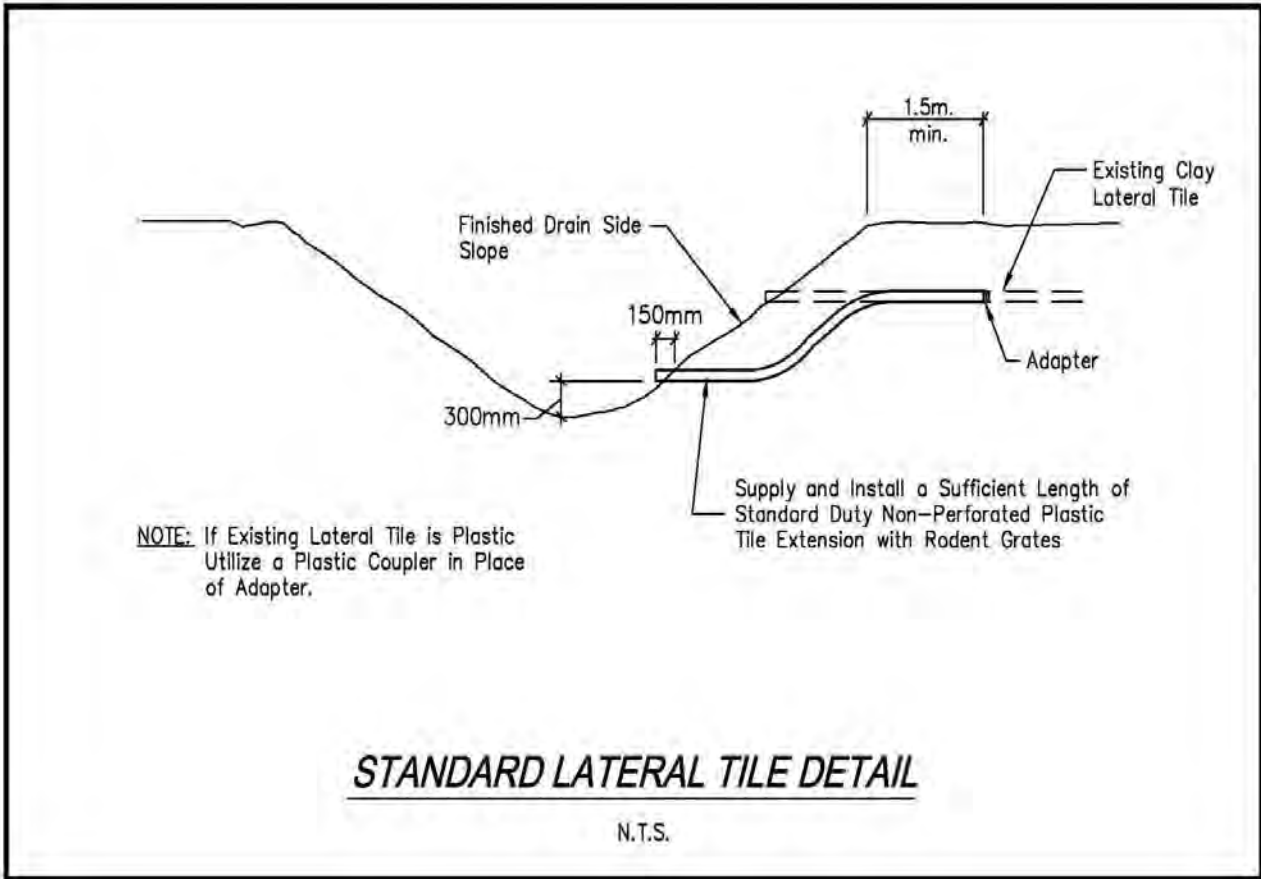 1.5m.
min.
Existing Clay
Lateral Tile
Finished Drain Side
Slope
150mm
Adapter
300mm
Supply and Install a Sufficient Length of
Standard Duty Non-Perforated Plastic
Tile Extension with Rodent Grates
NOTE: If Existing Lateral Tile is Plastic
Utilize a Plastic Coupler in Place
of Adapter.
STANDARD LATERAL TILE DETAIL
N.T.S.